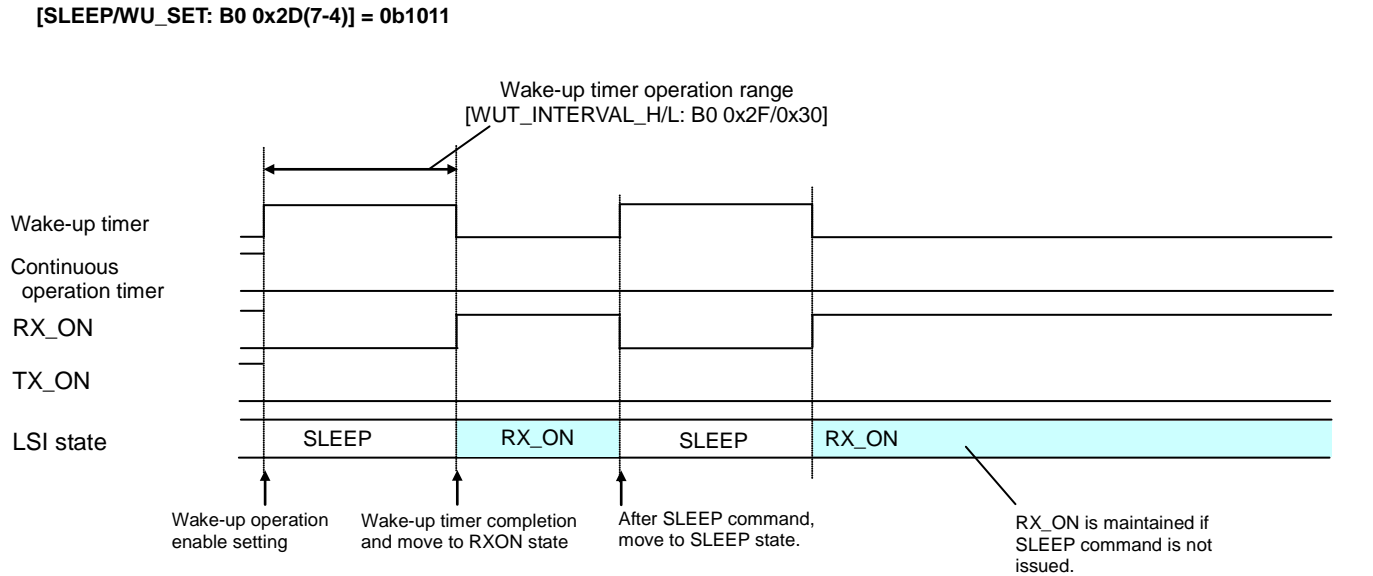 [SLEEP/WU_SET: B0 0x2D(7-4)] = 0b1011
Wake-up timer operation range
[WUT_INTERVAL_H/L: B0 0x2F/0x30]
Wake-up timer
Continuous
operation timer
RX_ON
TX_ON
LSI state
SLEEP
RX_ON
SLEEP
RX_ON
Wake-up operation
enable setting
Wake-up timer completion
and move to RXON state
After SLEEP command,
move to SLEEP state.
RX_ON is maintained if
SLEEP command is not
issued.